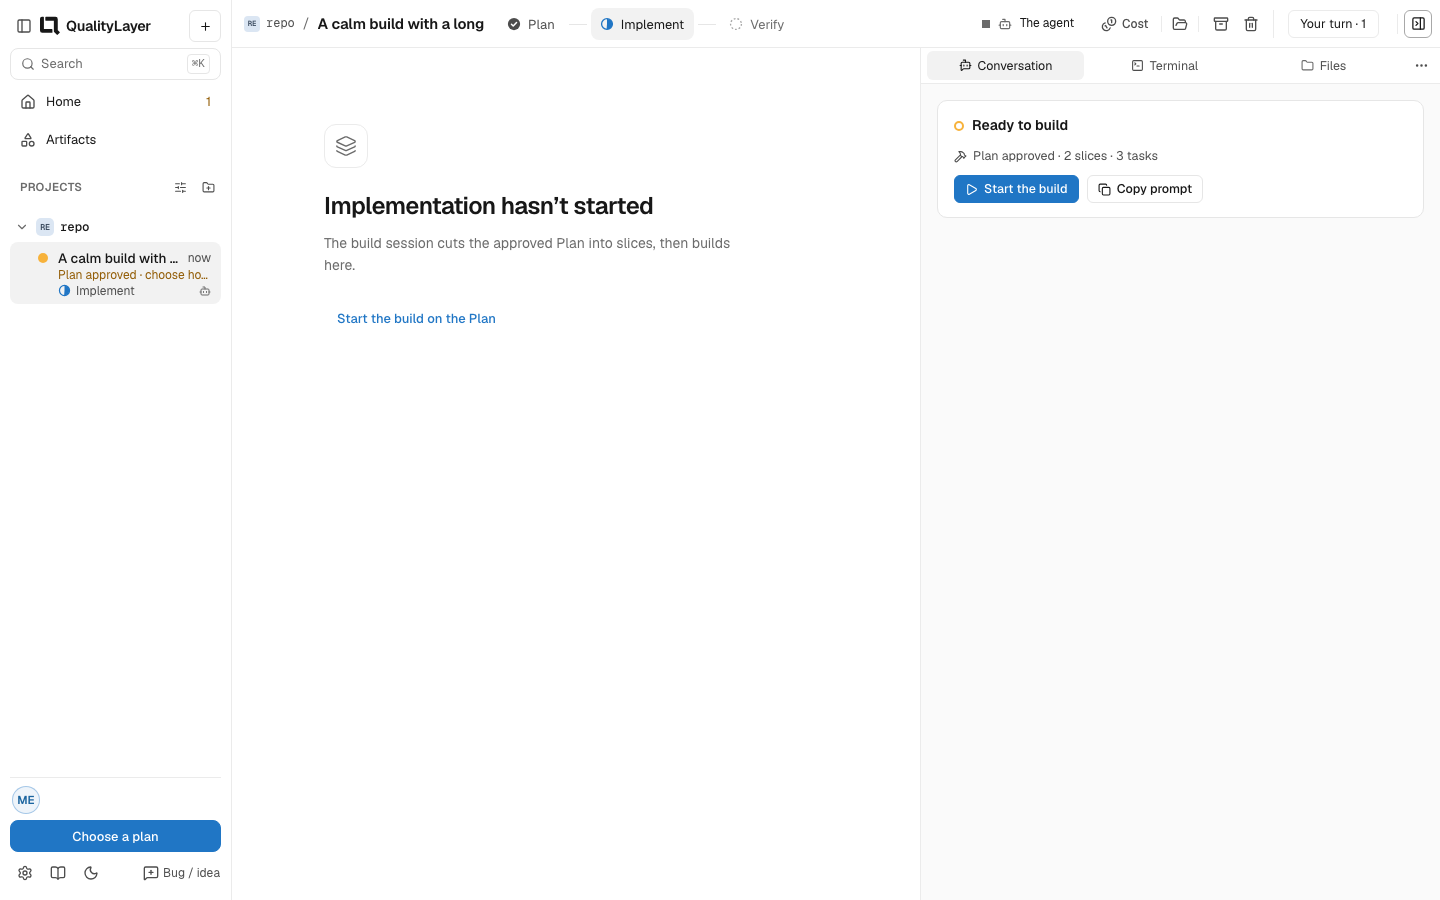 QualityLayer
Search
⌘K
Home
1
Artifacts
PROJECTS
RE
repo
A calm build with ...
now
Plan approved · choose ho...
Implement
ME
Choose a plan
Bug / idea
RE repo / A calm build with a long
Plan
Implement
Verify
The agent
Cost
Your turn · 1
Implementation hasn’t started
The build session cuts the approved Plan into slices, then builds
here.
Start the build on the Plan
Conversation
Terminal
Files
Ready to build
Plan approved · 2 slices · 3 tasks
Start the build
Copy prompt